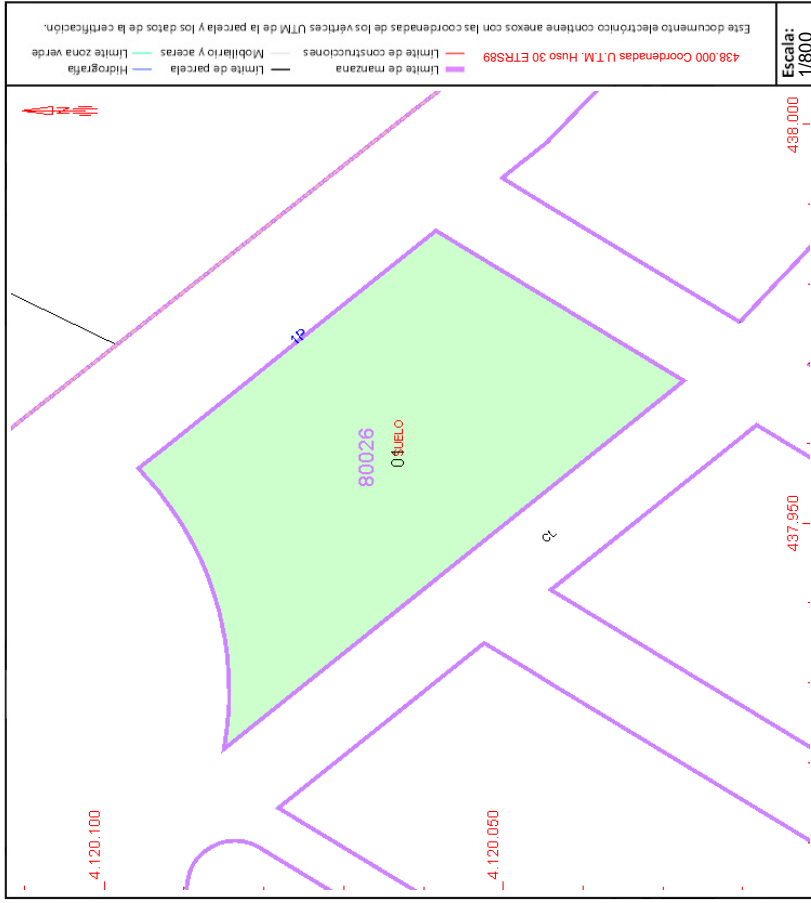 Este documento electrónico contiene anexos con las coordenadas de los vértices UTM de la parcela y los datos de la certificación.
438.000 Coordenadas U.T.M. Huso 30 ETRS89
Límite de manzana
Límite de construcciones
Límite de parcela
Mobiliario y aceras
Hidrografía
Límite zona verde
Escala:
1/800
N
438.000
1P
80026
SUELO
01
CL
437.950
4.120.100
4.120.050